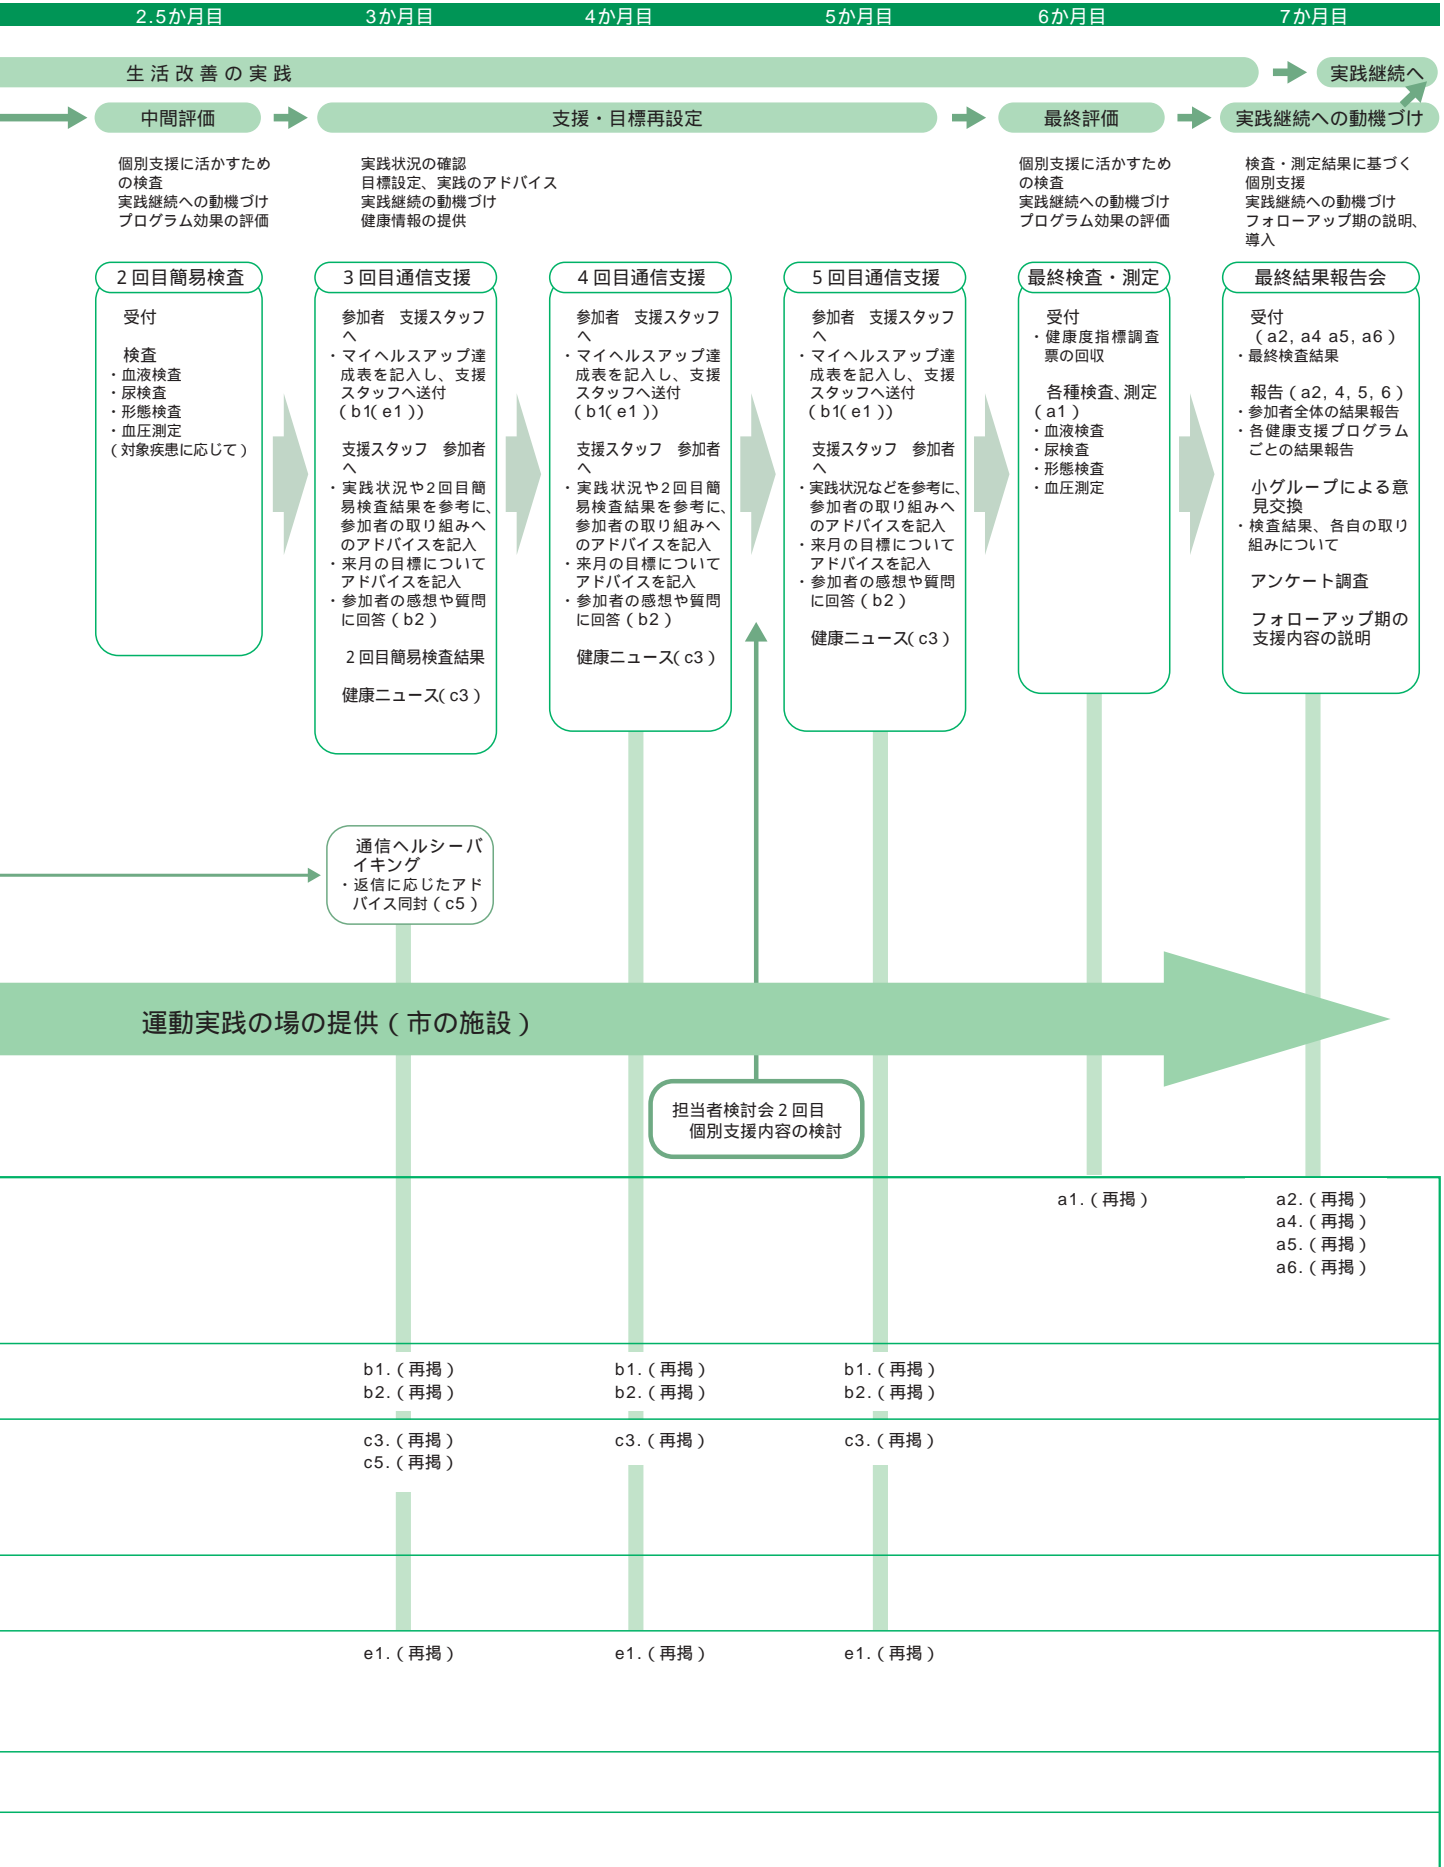 2.5か月目
3か月目
4か月目
5か月目
6か月目
7か月目
生活改善の実践
実践継続へ
中間評価
支援・目標再設定
最終評価
実践継続への動機づけ
個別支援に活かすため
の検査
実践継続への動機づけ
プログラム効果の評価
実践状況の確認
目標設定、実践のアドバイス
実践継続の動機づけ
健康情報の提供
個別支援に活かすため
の検査
実践継続への動機づけ
プログラム効果の評価
検査・測定結果に基づく
個別支援
実践継続への動機づけ
フォローアップ期の説明、
導入
2回目簡易検査
受付
検査
・血液検査
・尿検査
・形態検査
・血圧測定
(対象疾患に応じて)
3回目通信支援
参加者　支援スタッフ
へ
・マイヘルスアップ達
成表を記入し、支援
スタッフへ送付
(b1(e1))
支援スタッフ　参加者
へ
・実践状況や2回目簡
易検査結果を参考に、
参加者の取り組みへ
のアドバイスを記入
・来月の目標について
アドバイスを記入
・参加者の感想や質問
に回答(b2)
2回目簡易検査結果
健康ニュース(c3)
4回目通信支援
参加者　支援スタッフ
へ
・マイヘルスアップ達
成表を記入し、支援
スタッフへ送付
(b1(e1))
支援スタッフ　参加者
へ
・実践状況や2回目簡
易検査結果を参考に、
参加者の取り組みへ
のアドバイスを記入
・来月の目標について
アドバイスを記入
・参加者の感想や質問
に回答(b2)
健康ニュース(c3)
5回目通信支援
参加者　支援スタッフ
へ
・マイヘルスアップ達
成表を記入し、支援
スタッフへ送付
(b1(e1))
支援スタッフ　参加者
へ
・実践状況などを参考に、
参加者の取り組みへ
のアドバイスを記入
・来月の目標について
アドバイスを記入
・参加者の感想や質問
に回答(b2)
健康ニュース(c3)
最終検査・測定
受付
・健康度指標調査
票の回収
各種検査、測定
(a1)
・血液検査
・尿検査
・形態検査
・血圧測定
最終結果報告会
受付
(a2, a4 a5, a6)
・最終検査結果
報告(a2, 4, 5, 6)
・参加者全体の結果報告
・各健康支援プログラム
ごとの結果報告
小グループによる意
見交換
・検査結果、各自の取り
組みについて
アンケート調査
フォローアップ期の
支援内容の説明
通信ヘルシーバ
イキング
・返信に応じたアド
バイス同封(c5)
運動実践の場の提供(市の施設)
担当者検討会2回目
個別支援内容の検討
a1.(再掲)
a2.(再掲)
a4.(再掲)
a5.(再掲)
a6.(再掲)
b1.(再掲)
b2.(再掲)
b1.(再掲)
b2.(再掲)
b1.(再掲)
b2.(再掲)
c3.(再掲)
c5.(再掲)
c3.(再掲)
c3.(再掲)
e1.(再掲)
e1.(再掲)
e1.(再掲)